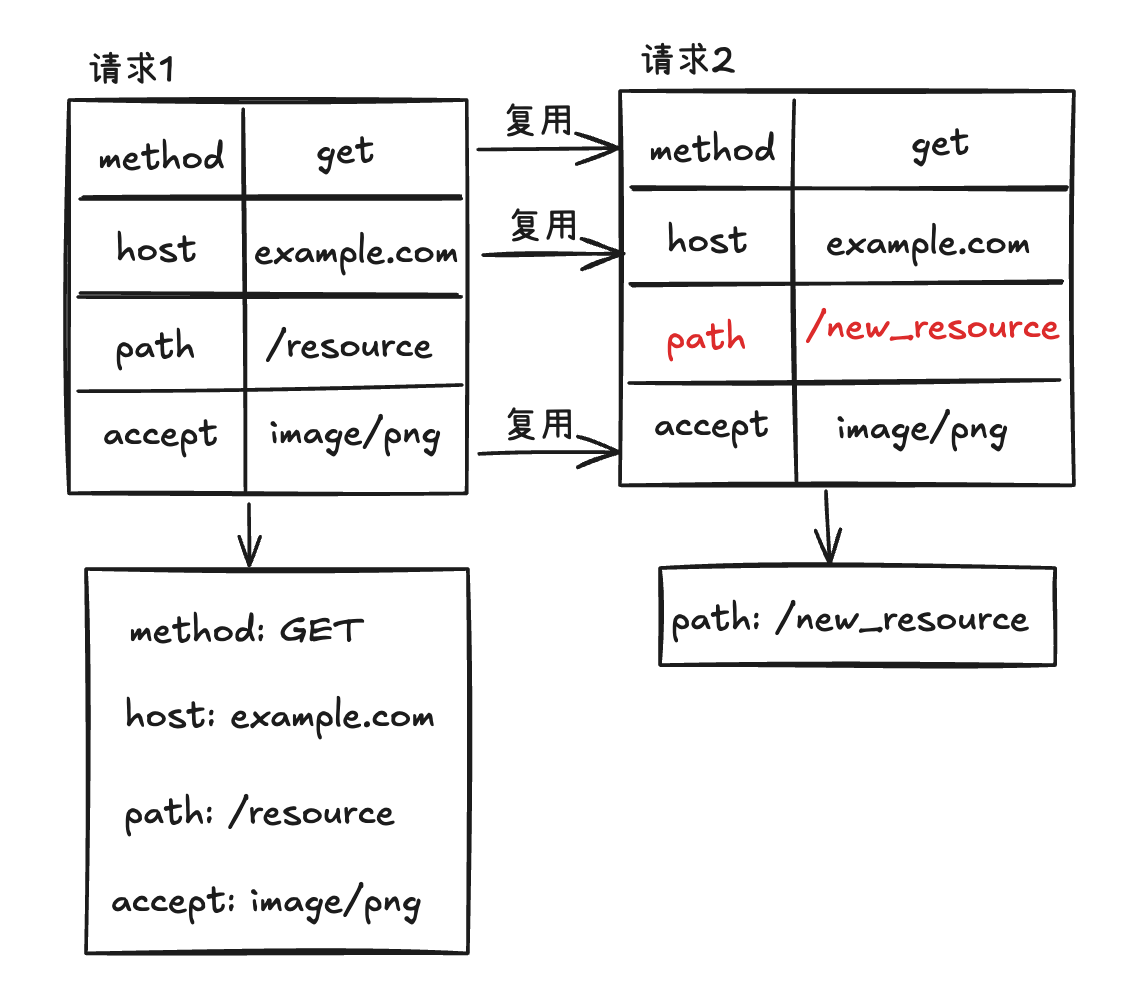 请求1
method get
host example.com
path /resource
accept image/png
复用
复用
复用
请求2
method get
host example.com
path /new_resource
accept image/png
method: GET
host: example.com
path: /resource
accept: image/png
path: /new_resource